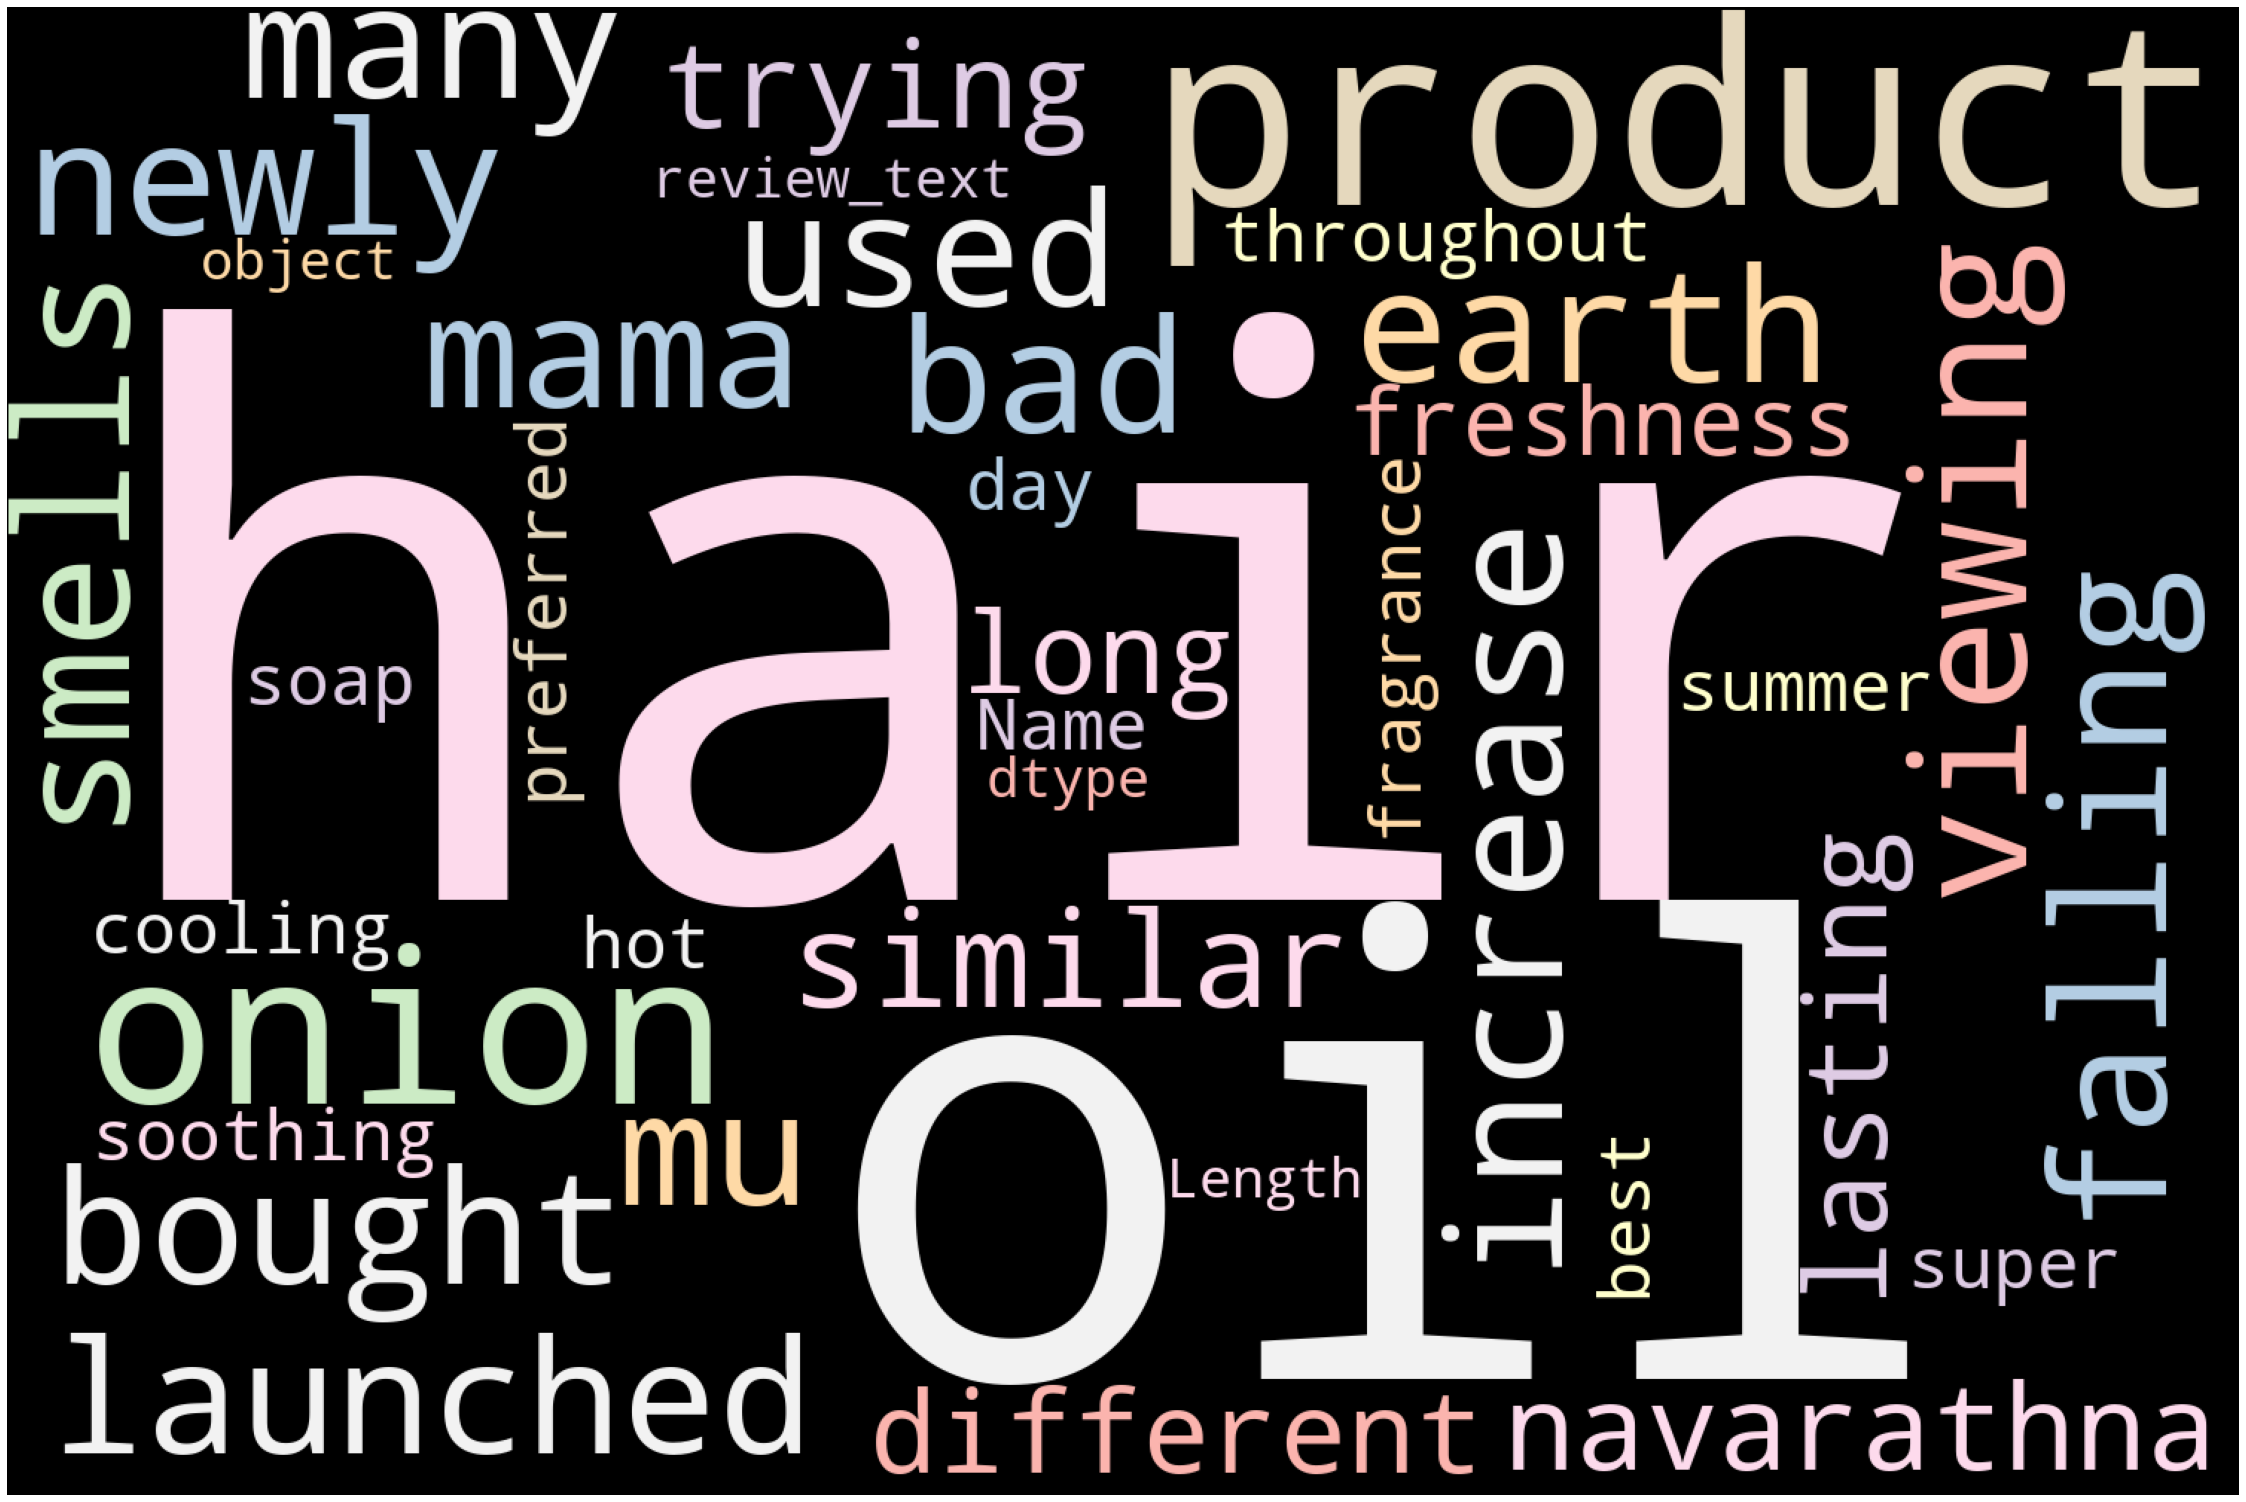 many
trying
product
newly
review_text
used
throughout
object
earth
viewing
smells
mama
bad
freshness
hair
preferred
day
fragrance
increase
falling
long
soap
summer
Name
dtype
lasting
cooling
hot
similar
oil
onion
soothing
mu
bought
Length
best
super
launched
different
navarathna